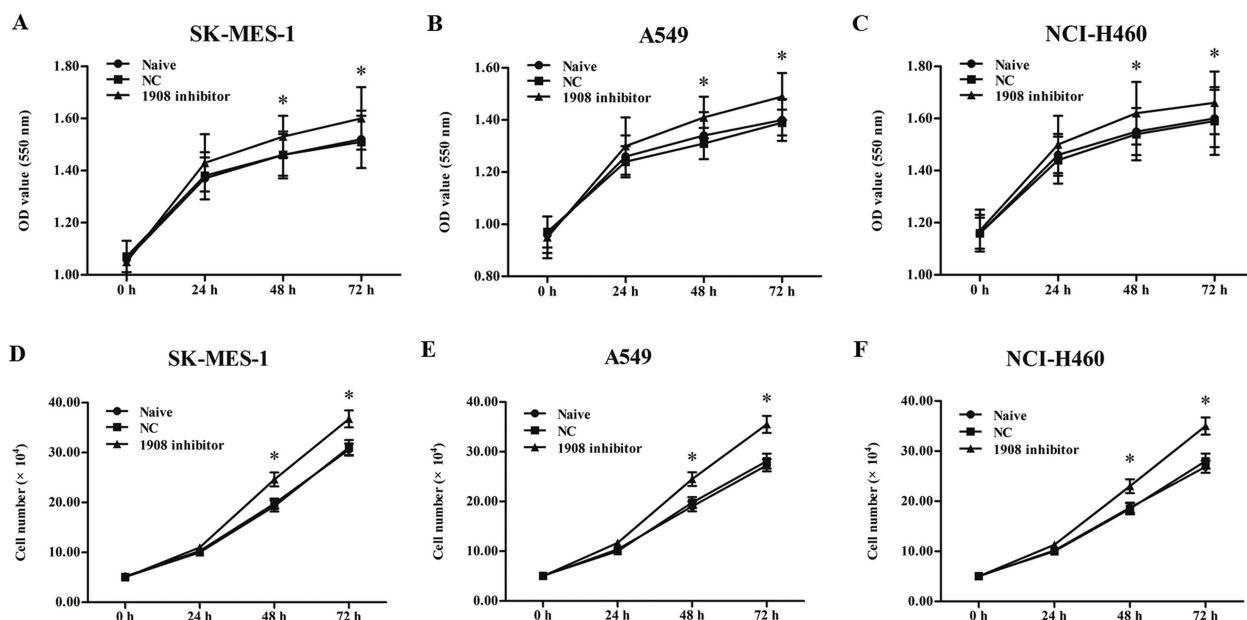 A
SK-MES-1
Naive
NC
1908 inhibitor
OD value (550 nm)
1.80
1.60
1.40
1.20
1.00
* *
0 h 24 h 48 h 72 h
B
A549
Naive
NC
1908 inhibitor
OD value (550 nm)
1.60
1.40
1.20
1.00
0.80
* *
0 h 24 h 48 h 72 h
C
NCI-H460
Naive
NC
1908 inhibitor
OD value (550 nm)
1.80
1.60
1.40
1.20
1.00
* *
0 h 24 h 48 h 72 h
D
SK-MES-1
Naive
NC
1908 inhibitor
Cell number (× 10⁴)
40.00
30.00
20.00
10.00
0.00
* *
0 h 24 h 48 h 72 h
E
A549
Naive
NC
1908 inhibitor
Cell number (× 10⁴)
40.00
30.00
20.00
10.00
0.00
* *
0 h 24 h 48 h 72 h
F
NCI-H460
Naive
NC
1908 inhibitor
Cell number (× 10⁴)
40.00
30.00
20.00
10.00
0.00
* *
0 h 24 h 48 h 72 h